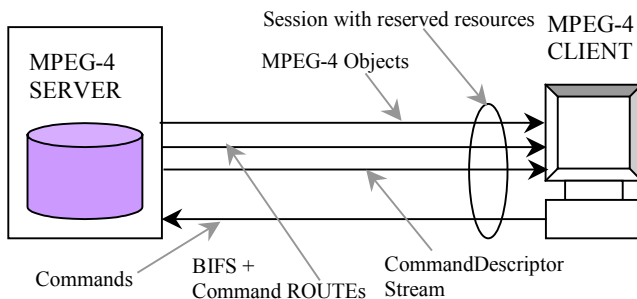 Session with reserved resources
MPEG-4
CLIENT
MPEG-4
SERVER
MPEG-4 Objects
Commands
BIFS +
Command ROUTEs
CommandDescriptor
Stream